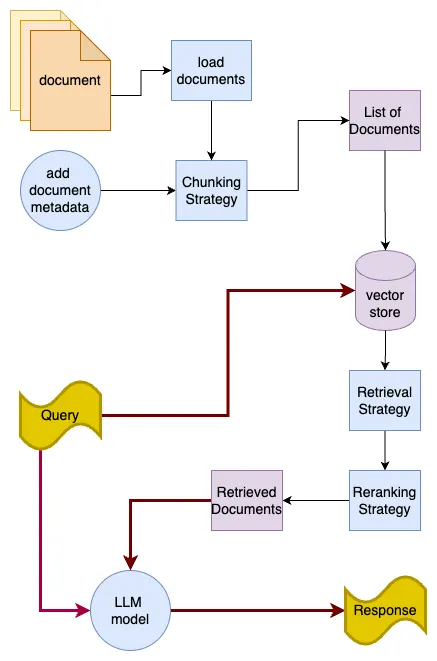 document
load
documents
List of
Documents
add
document
metadata
Chunking
Strategy
vector
store
Query
Retrieval
Strategy
Retrieved
Documents
Reranking
Strategy
LLM
model
Response